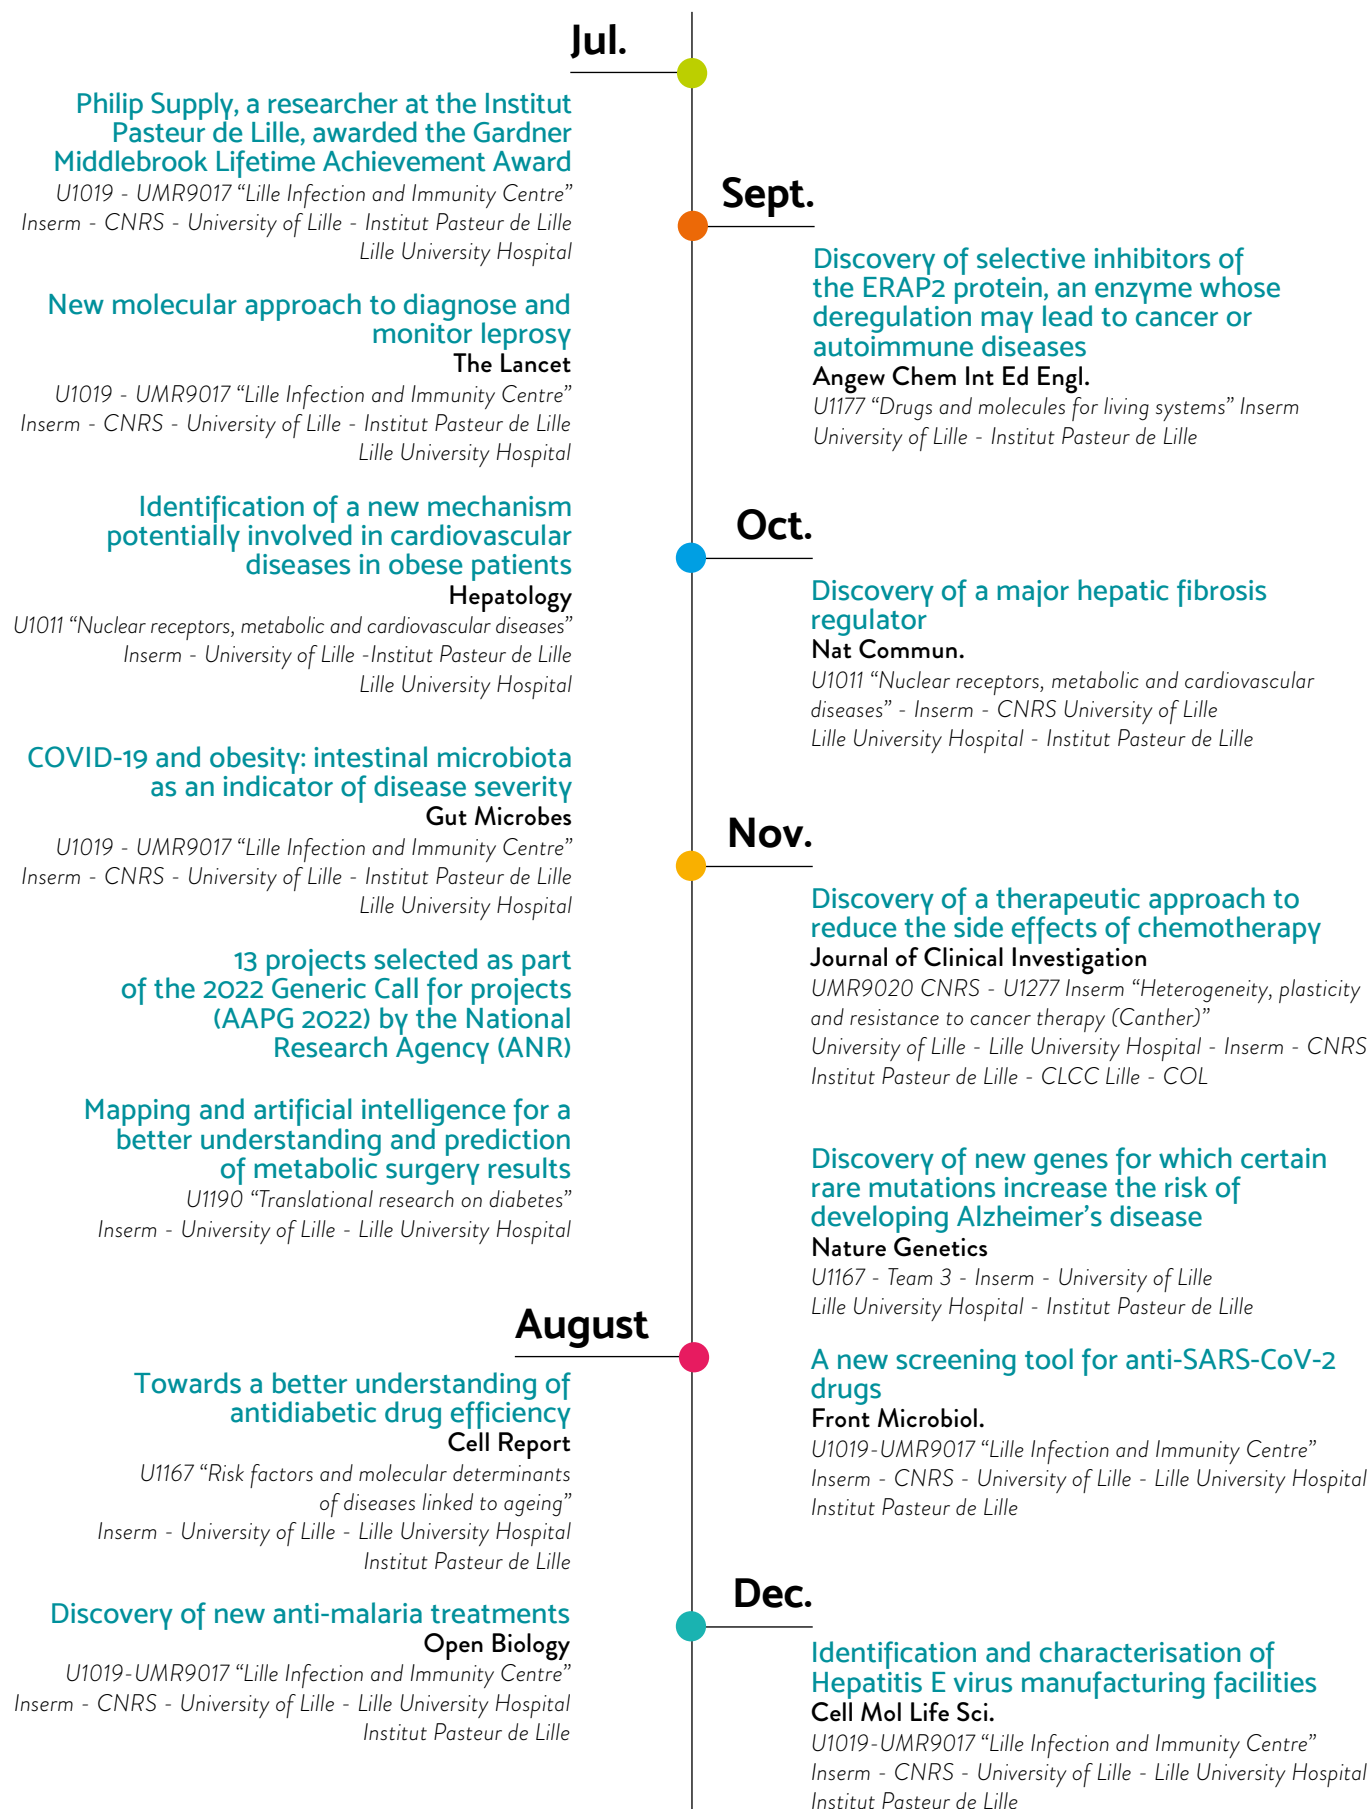 Jul.
Philip Supply, a researcher at the Institut
Pasteur de Lille, awarded the Gardner
Middlebrook Lifetime Achievement Award
U1019 - UMR9017 “Lille Infection and Immunity Centre”
Inserm - CNRS - University of Lille - Institut Pasteur de Lille
Lille University Hospital
New molecular approach to diagnose and
monitor leprosy
The Lancet
U1019 - UMR9017 “Lille Infection and Immunity Centre”
Inserm - CNRS - University of Lille - Institut Pasteur de Lille
Lille University Hospital
Identification of a new mechanism
potentially involved in cardiovascular
diseases in obese patients
Hepatology
U1011 “Nuclear receptors, metabolic and cardiovascular diseases”
Inserm - University of Lille -Institut Pasteur de Lille
Lille University Hospital
COVID-19 and obesity: intestinal microbiota
as an indicator of disease severity
Gut Microbes
U1019 - UMR9017 “Lille Infection and Immunity Centre”
Inserm - CNRS - University of Lille - Institut Pasteur de Lille
Lille University Hospital
13 projects selected as part
of the 2022 Generic Call for projects
(AAPG 2022) by the National
Research Agency (ANR)
Mapping and artificial intelligence for a
better understanding and prediction
of metabolic surgery results
U1190 “Translational research on diabetes”
Inserm - University of Lille - Lille University Hospital
August
Towards a better understanding of
antidiabetic drug efficiency
Cell Report
U1167 “Risk factors and molecular determinants
of diseases linked to ageing”
Inserm - University of Lille - Lille University Hospital
Institut Pasteur de Lille
Discovery of new anti-malaria treatments
Open Biology
U1019-UMR9017 “Lille Infection and Immunity Centre”
Inserm - CNRS - University of Lille - Lille University Hospital
Institut Pasteur de Lille
Sept.
Discovery of selective inhibitors of
the ERAP2 protein, an enzyme whose
deregulation may lead to cancer or
autoimmune diseases
Angew Chem Int Ed Engl.
U1177 “Drugs and molecules for living systems” Inserm
University of Lille - Institut Pasteur de Lille
Oct.
Discovery of a major hepatic fibrosis
regulator
Nat Commun.
U1011 “Nuclear receptors, metabolic and cardiovascular
diseases” - Inserm - CNRS University of Lille
Lille University Hospital - Institut Pasteur de Lille
Nov.
Discovery of a therapeutic approach to
reduce the side effects of chemotherapy
Journal of Clinical Investigation
UMR9020 CNRS - U1277 Inserm “Heterogeneity, plasticity
and resistance to cancer therapy (Canther)”
University of Lille - Lille University Hospital - Inserm - CNRS
Institut Pasteur de Lille - CLCC Lille - COL
Discovery of new genes for which certain
rare mutations increase the risk of
developing Alzheimer’s disease
Nature Genetics
U1167 - Team 3 - Inserm - University of Lille
Lille University Hospital - Institut Pasteur de Lille
A new screening tool for anti-SARS-CoV-2
drugs
Front Microbiol.
U1019-UMR9017 “Lille Infection and Immunity Centre”
Inserm - CNRS - University of Lille - Lille University Hospital
Institut Pasteur de Lille
Dec.
Identification and characterisation of
Hepatitis E virus manufacturing facilities
Cell Mol Life Sci.
U1019-UMR9017 “Lille Infection and Immunity Centre”
Inserm - CNRS - University of Lille - Lille University Hospital
Institut Pasteur de Lille